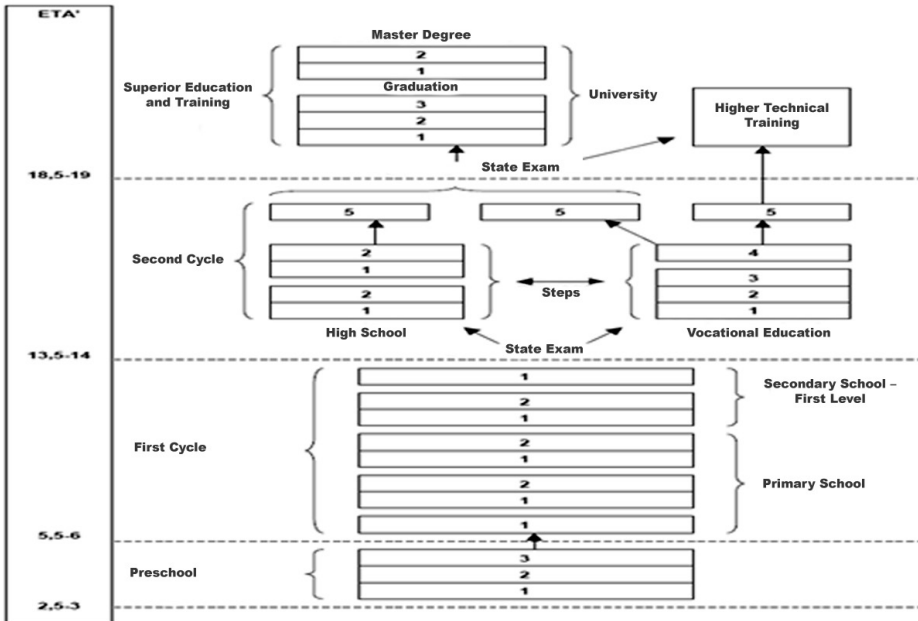 ETA'
Master Degree
2
1
Superior Education
and Training
Graduation
3
2
1
University
Higher Technical
Training
State Exam
18,5-19
5
5
5
Second Cycle
2
1
2
1
Steps
4
3
2
1
High School
Vocational Education
State Exam
13,5-14
1
2
1
Secondary School –
First Level
First Cycle
2
1
2
1
1
Primary School
5,5-6
Preschool
3
2
1
2,5-3